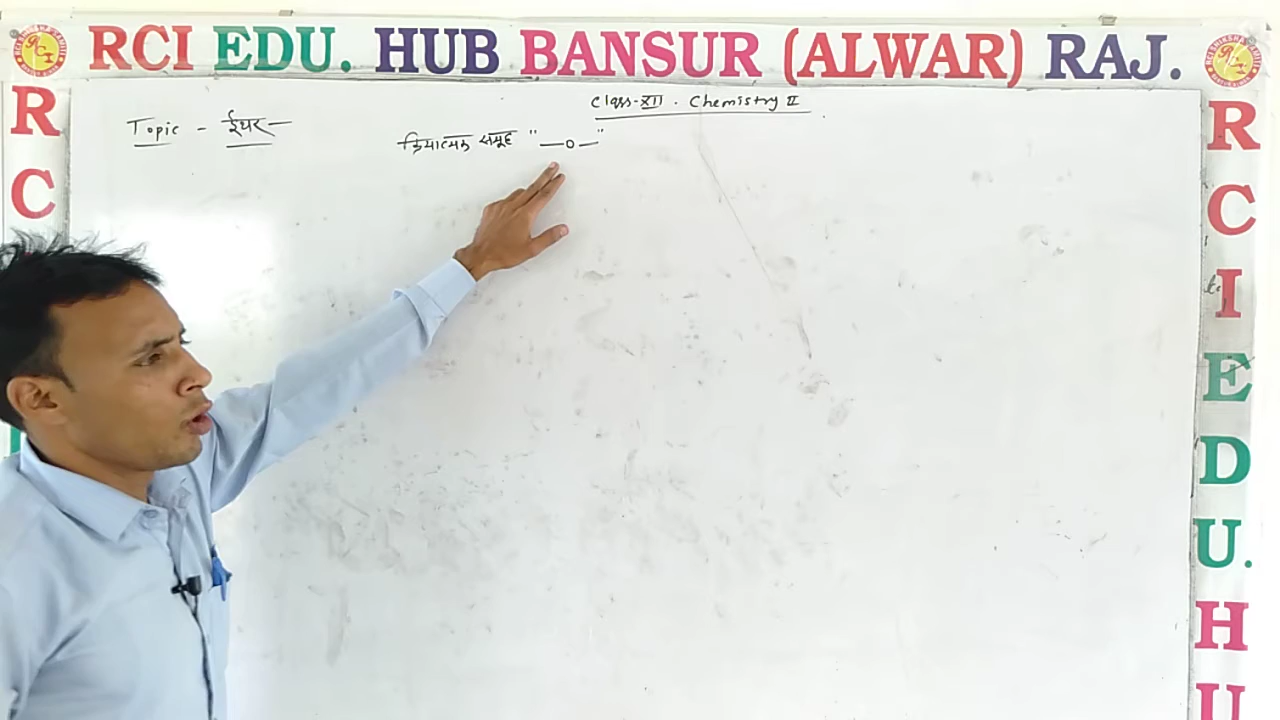 RCI EDU. HUB BANSUR (ALWAR) RAJ.
R
C
Class-XII. Chemistry II
Topic - ईथर
क्रियात्मक समूह "—O—"
R
C
I
E
D
U.
H
U